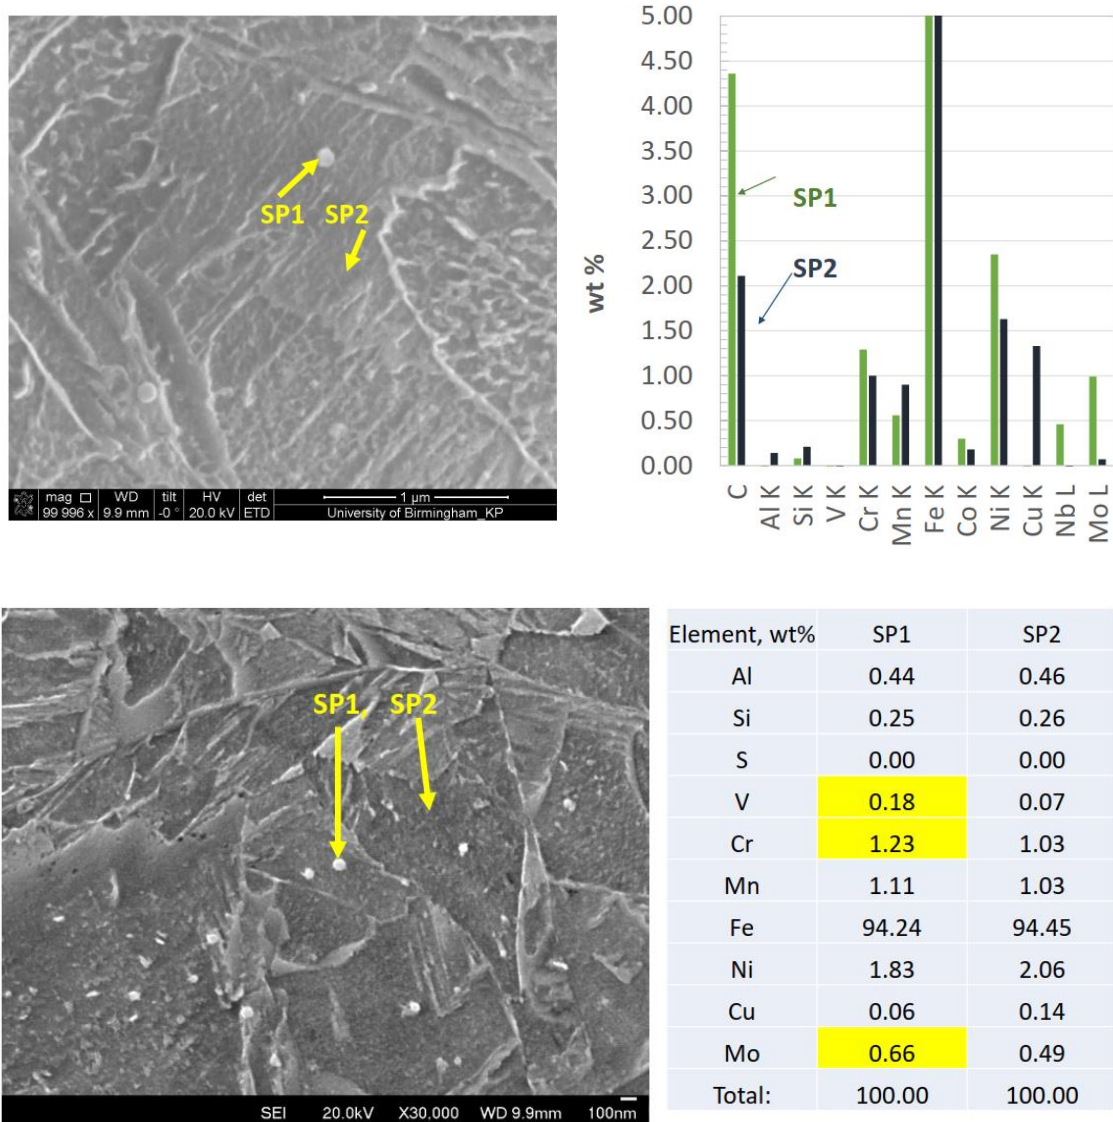 SP1 SP2
mag WD tilt HV det 1 µm
99 996 x 9.9 mm -0 ° 20.0 kV ETD University of Birmingham_KP
wt %
5.00
4.50
4.00
3.50
3.00
2.50
2.00
1.50
1.00
0.50
0.00
SP1
SP2
C
Al K
Si K
V K
Cr K
Mn K
Fe K
Co K
Ni K
Cu K
Nb L
Mo L
SP1 SP2
SEI 20.0kV X30,000 WD 9.9mm 100nm
Element, wt% SP1 SP2
Al 0.44 0.46
Si 0.25 0.26
S 0.00 0.00
V 0.18 0.07
Cr 1.23 1.03
Mn 1.11 1.03
Fe 94.24 94.45
Ni 1.83 2.06
Cu 0.06 0.14
Mo 0.66 0.49
Total: 100.00 100.00